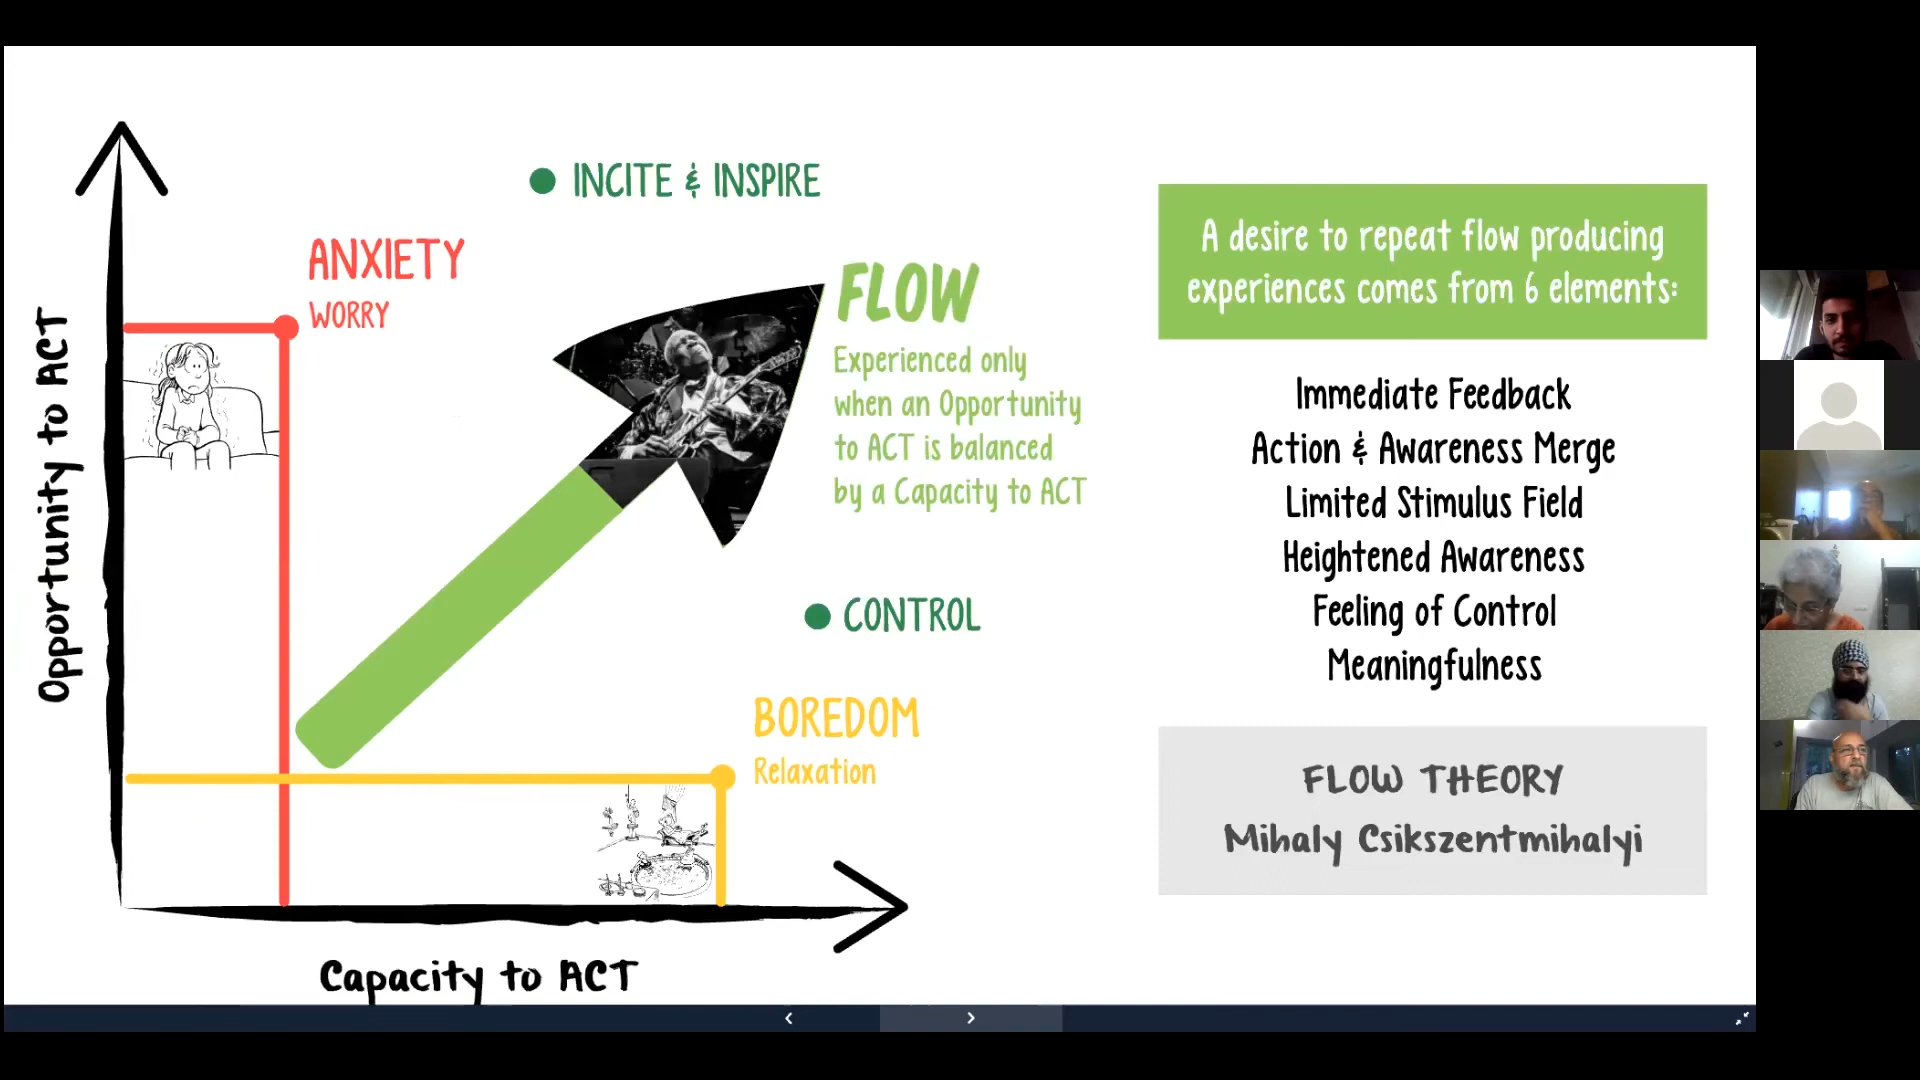 INCITE & INSPIRE
ANXIETY
WORRY
FLOW
Experienced only
when an Opportunity
to ACT is balanced
by a Capacity to ACT
CONTROL
BOREDOM
Relaxation
Opportunity to ACT
Capacity to ACT
A desire to repeat flow producing
experiences comes from 6 elements:
Immediate Feedback
Action & Awareness Merge
Limited Stimulus Field
Heightened Awareness
Feeling of Control
Meaningfulness
FLOW THEORY
Mihaly Csikszentmihalyi